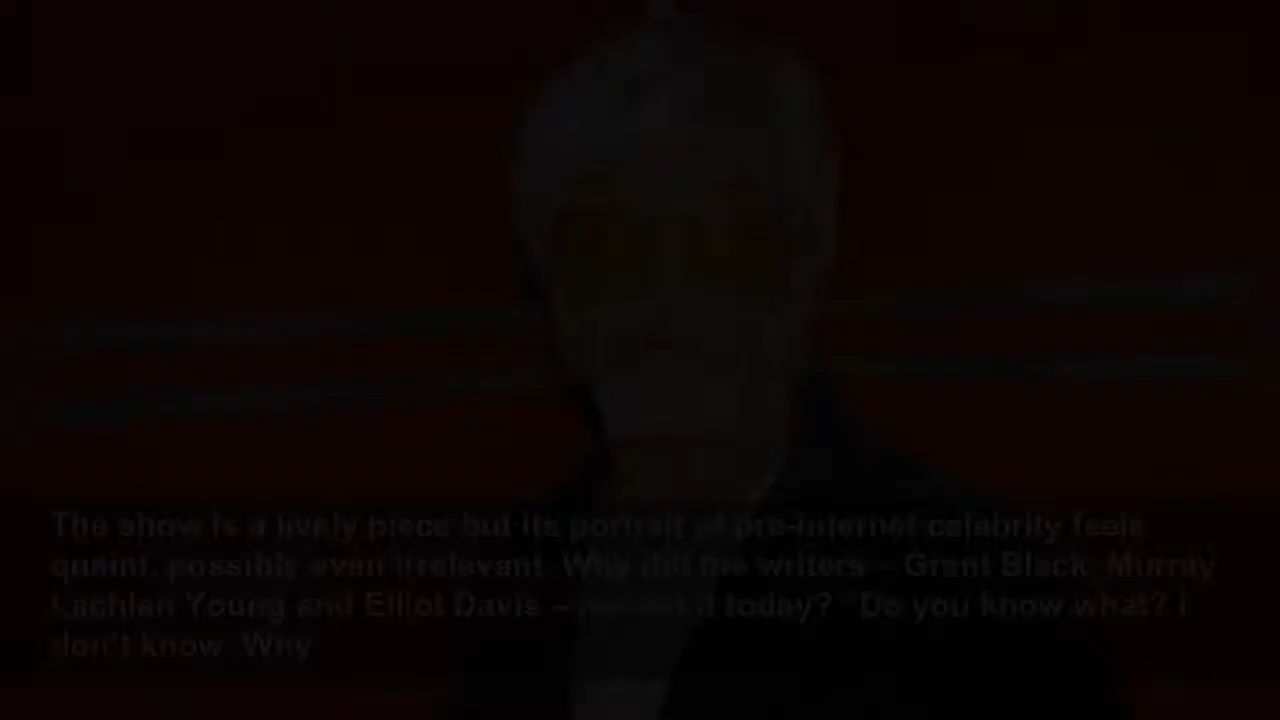 The show is a lively piece but its portrait of pre-internet celebrity feels
quaint, possibly even irrelevant. Why did the writers – Grant Black, Murray
Lachlan Young and Elliot Davis – not set it today? “Do you know what? I
don’t know. Why